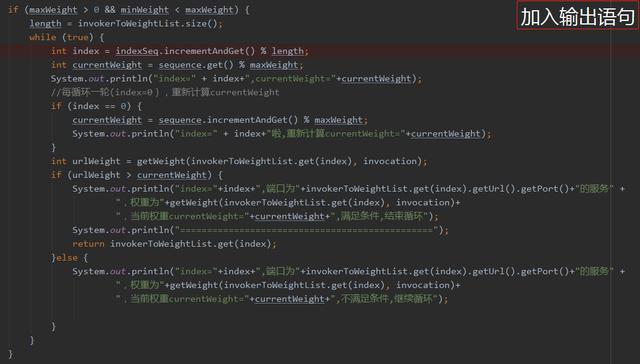 加入输出语句
if (maxWeight > 0 && minWeight < maxWeight) {
length = invokerToWeightList.size();
while (true) {
int index = indexSeq.incrementAndGet() % length;
int currentWeight = sequence.get() % maxWeight;
System.out.println("index=" + index+",currentWeight="+currentWeight);
//每循环一轮(index=0），重新计算currentWeight
if (index == 0) {
currentWeight = sequence.incrementAndGet() % maxWeight;
System.out.println("index=" + index+"啦,重新计算currentWeight="+currentWeight);
}
int urlWeight = getWeight(invokerToWeightList.get(index), invocation);
if (urlWeight > currentWeight) {
System.out.println("index="+index+",端口为"+invokerToWeightList.get(index).getUrl().getPort()+"的服务" +
"，权重为"+getWeight(invokerToWeightList.get(index), invocation)+
"，当前权重currentWeight="+currentWeight+",满足条件,结束循环");
System.out.println("===============================================");
return invokerToWeightList.get(index);
}else {
System.out.println("index="+index+",端口为"+invokerToWeightList.get(index).getUrl().getPort()+"的服务" +
"，权重为"+getWeight(invokerToWeightList.get(index), invocation)+
"，当前权重currentWeight="+currentWeight+",不满足条件,继续循环");
}
}
}